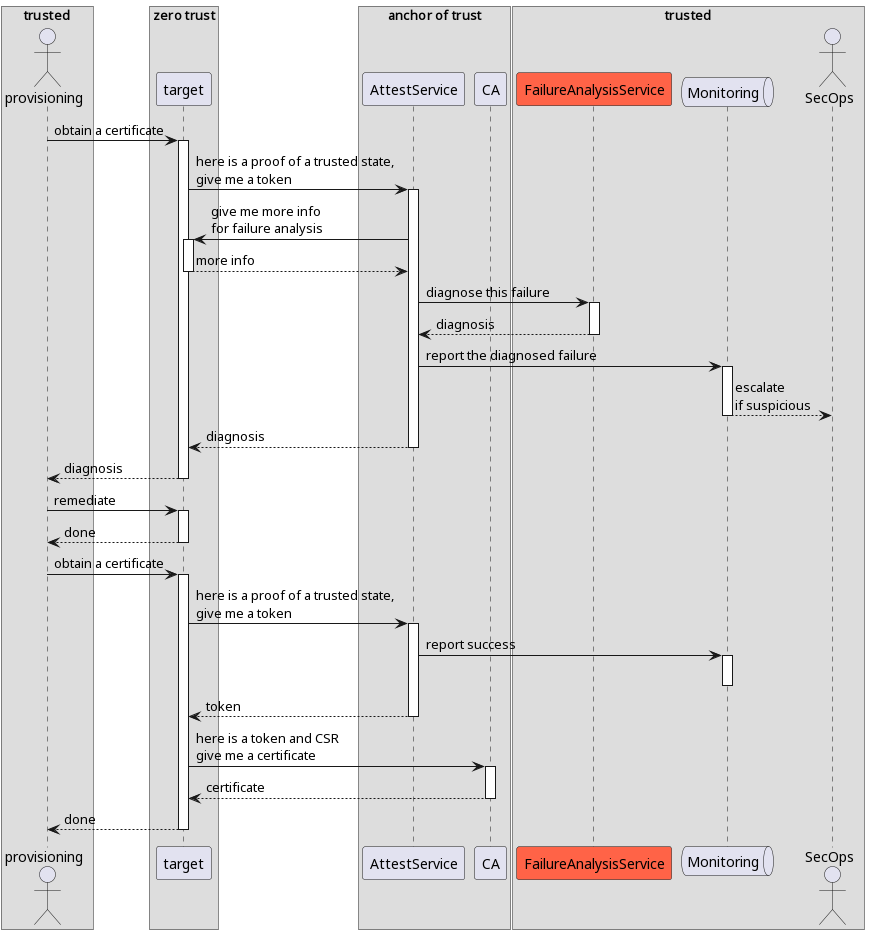 trusted
zero trust
anchor of trust
trusted
provisioning
target
AttestService
CA
FailureAnalysisService
Monitoring
SecOps
obtain a certificate
here is a proof of a trusted state,
give me a token
give me more info
for failure analysis
more info
diagnose this failure
diagnosis
report the diagnosed failure
escalate
if suspicious
diagnosis
diagnosis
remediate
done
obtain a certificate
here is a proof of a trusted state,
give me a token
report success
token
here is a token and CSR
give me a certificate
certificate
done
provisioning
target
AttestService
CA
FailureAnalysisService
Monitoring
SecOps